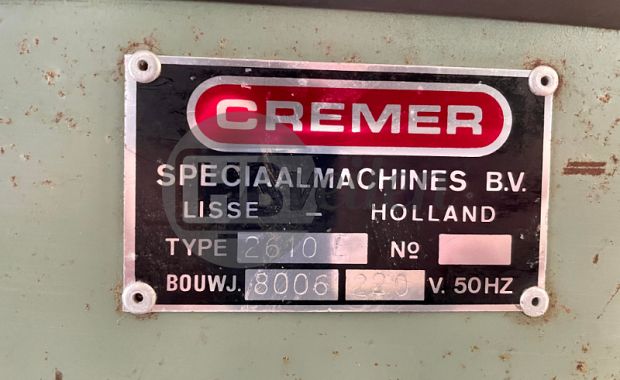 CREMER
SPECIAALMACHINES B.V.
LISSE – HOLLAND
TYPE 2610 Nº
BOUWJ. 8006 220 V. 50HZ